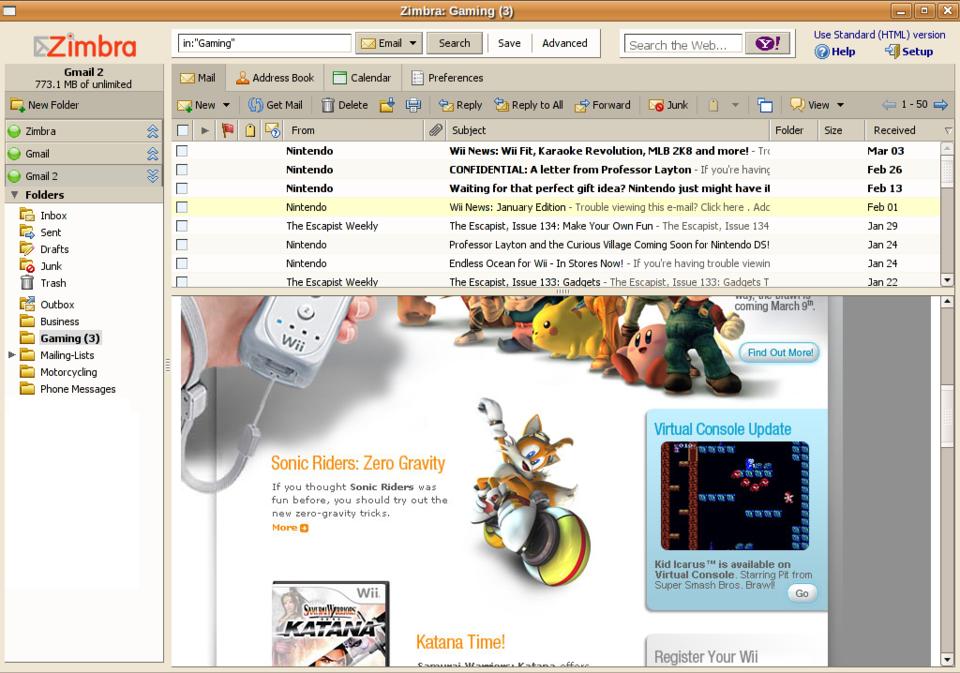 Zimbra: Gaming (3)
Zimbra
in:"Gaming"
Email
Search
Save
Advanced
Search the Web...
Y!
Use Standard (HTML) version
Help
Setup
Gmail 2
773.1 MB of unlimited
Mail
Address Book
Calendar
Preferences
New Folder
New
Get Mail
Delete
Reply
Reply to All
Forward
Junk
View
1 - 50
Zimbra
Gmail
Gmail 2
Folders
Inbox
Sent
Drafts
Junk
Trash
Outbox
Business
Gaming (3)
Mailing-Lists
Motorcycling
Phone Messages
From
Subject
Folder
Size
Received
Nintendo Wii News: Wii Fit, Karaoke Revolution, MLB 2K8 and more! - Tro Mar 03
Nintendo CONFIDENTIAL: A letter from Professor Layton - If you're having Feb 26
Nintendo Waiting for that perfect gift idea? Nintendo just might have it Feb 13
Nintendo Wii News: January Edition - Trouble viewing this e-mail? Click here . Adc Feb 01
The Escapist Weekly The Escapist, Issue 134: Make Your Own Fun - The Escapist, Issue 134 Jan 29
Nintendo Professor Layton and the Curious Village Coming Soon for Nintendo DS! Jan 24
Nintendo Endless Ocean for Wii - In Stores Now! - If you're having trouble viewin Jan 24
The Escapist Weekly The Escapist, Issue 133: Gadgets - The Escapist, Issue 133: Gadgets T Jan 22
way, the brawl is
coming March 9th.
Find Out More!
Wii
Sonic Riders: Zero Gravity
If you thought Sonic Riders was
fun before, you should try out the
new zero-gravity tricks.
More
Virtual Console Update
Kid Icarus™ is available on
Virtual Console. Starring Pit from
Super Smash Bros. Brawl!
Go
Wii
SAMURAI WARRIORS
KATANA
Katana Time!
Samurai Warriors: Katana offers
Register Your Wii